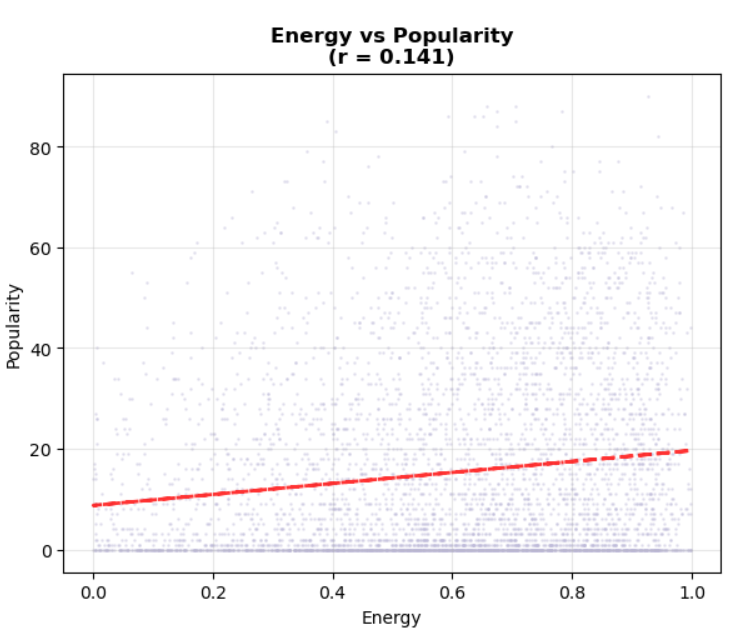 Energy vs Popularity
(r = 0.141)
Popularity
80
60
40
20
0
0.0 0.2 0.4 0.6 0.8 1.0
Energy